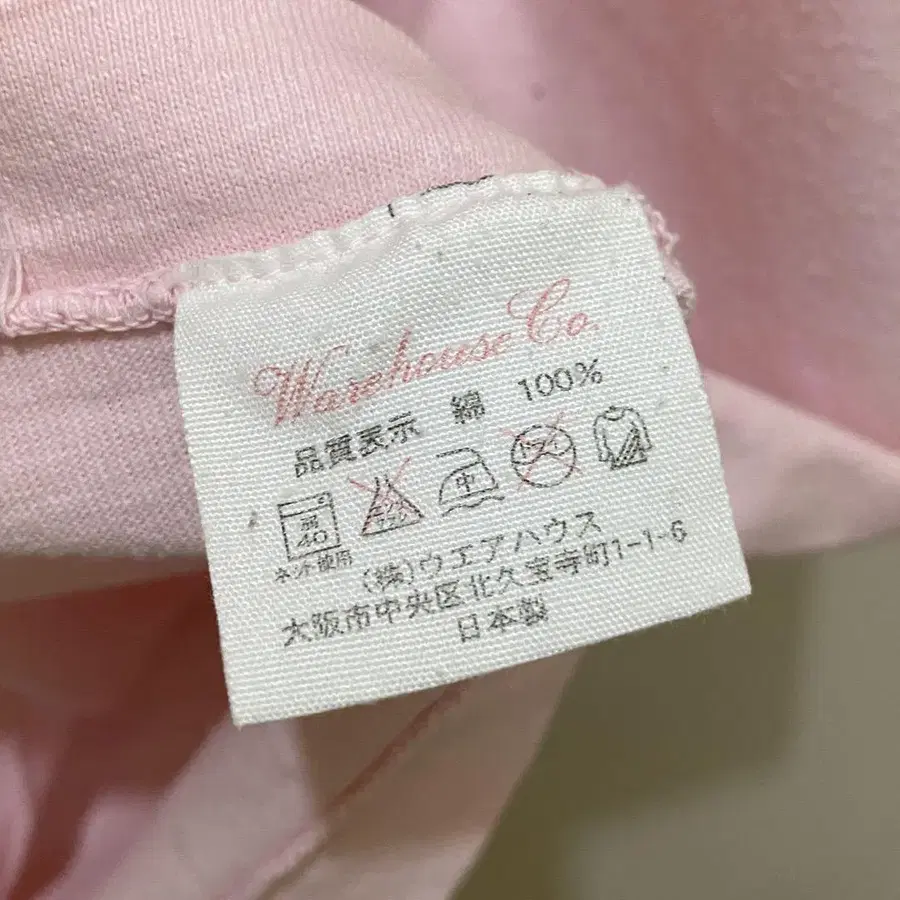 Warehouse Co.
品質表示 綿 100%
弱 40 中
ネット使用
(株)ウエアハウス
大阪市中央区北久宝寺町1-1-6
日本製